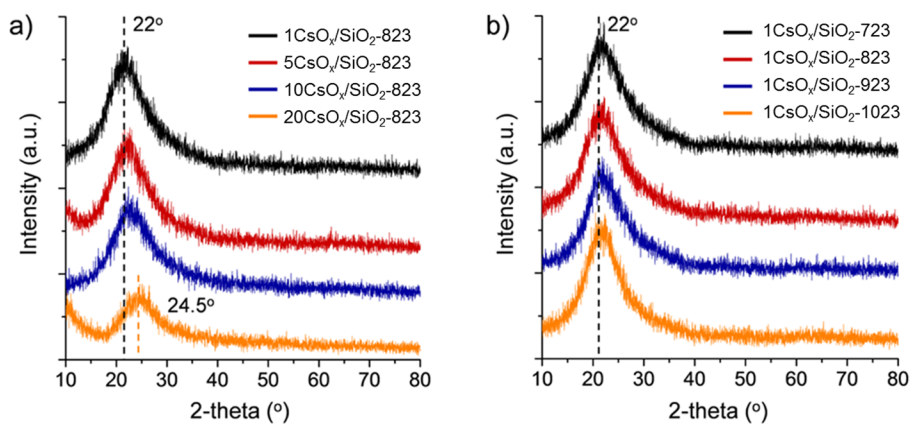 a)
22°
1CsOₓ/SiO₂-823
5CsOₓ/SiO₂-823
10CsOₓ/SiO₂-823
20CsOₓ/SiO₂-823
24.5°
Intensity (a.u.)
10 20 30 40 50 60 70 80
2-theta (°)
b)
22°
1CsOₓ/SiO₂-723
1CsOₓ/SiO₂-823
1CsOₓ/SiO₂-923
1CsOₓ/SiO₂-1023
Intensity (a.u.)
10 20 30 40 50 60 70 80
2-theta (°)